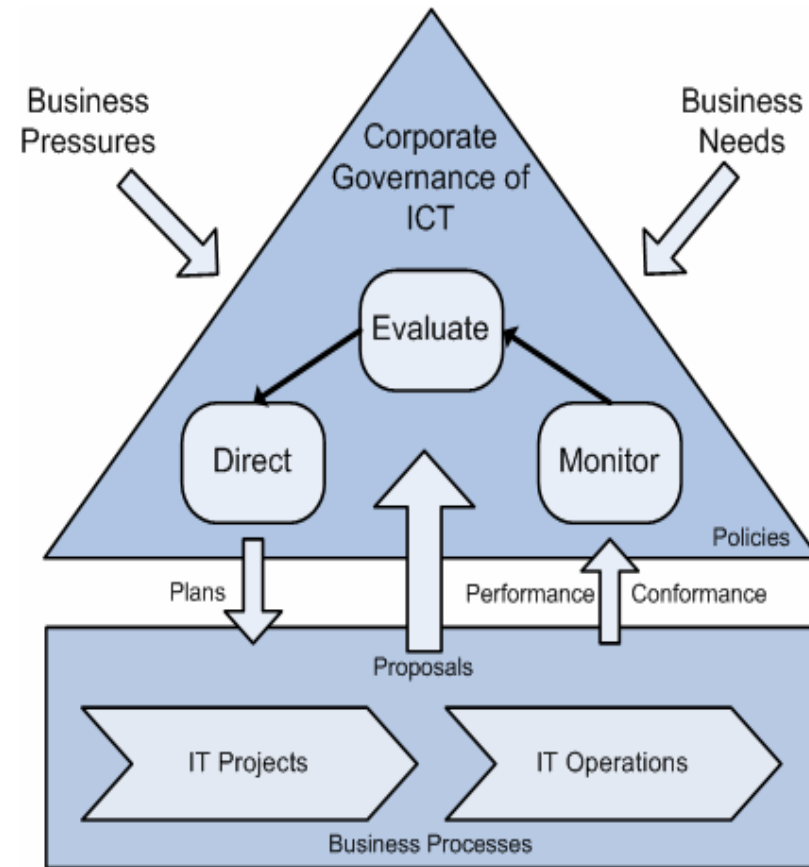 Business
Pressures
Business
Needs
Corporate
Governance of
ICT
Evaluate
Direct
Monitor
Policies
Plans
Performance
Conformance
Proposals
IT Projects
IT Operations
Business Processes